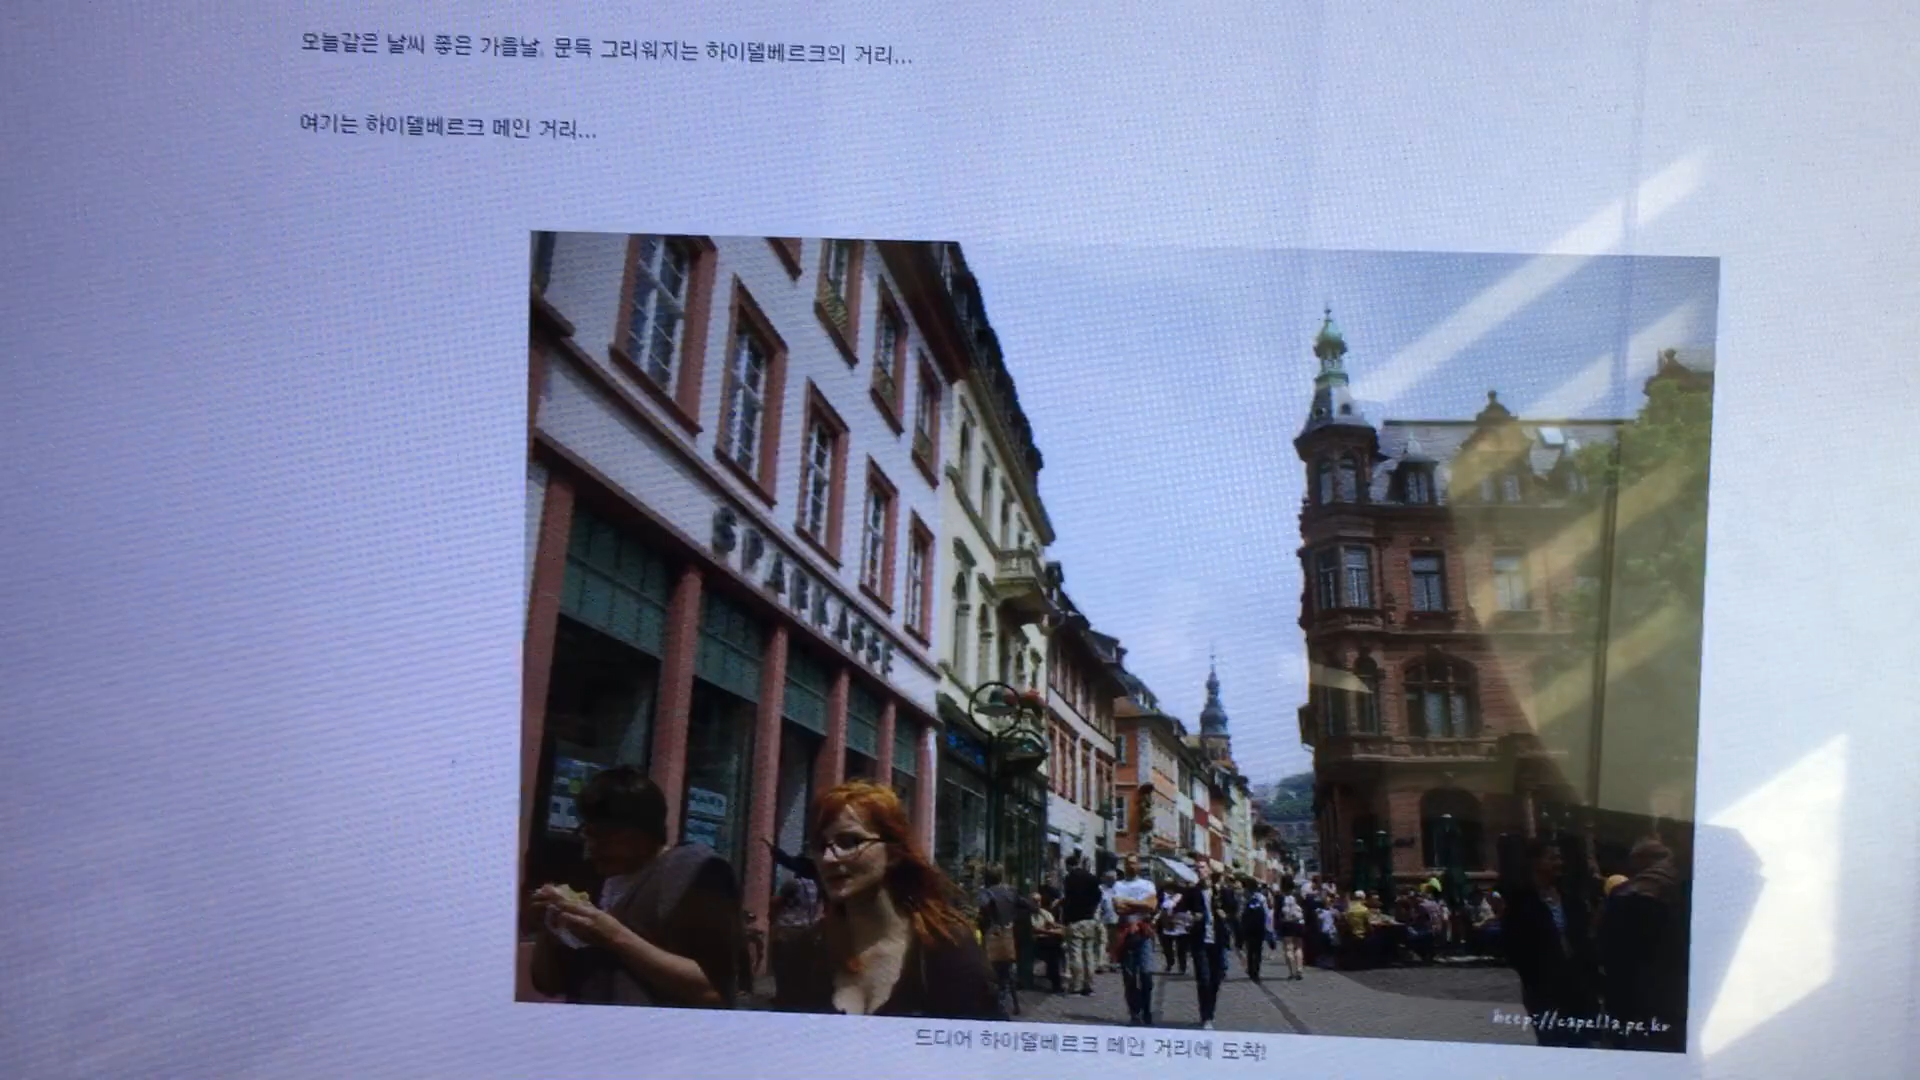 오늘같은 날씨 좋은 가을날, 문득 그리워지는 하이델베르크의 거리...
여기는 하이델베르크 메인 거리...
SPARKASSE
http://capella.pe.kr
드디어 하이델베르크 메인 거리에 도착!